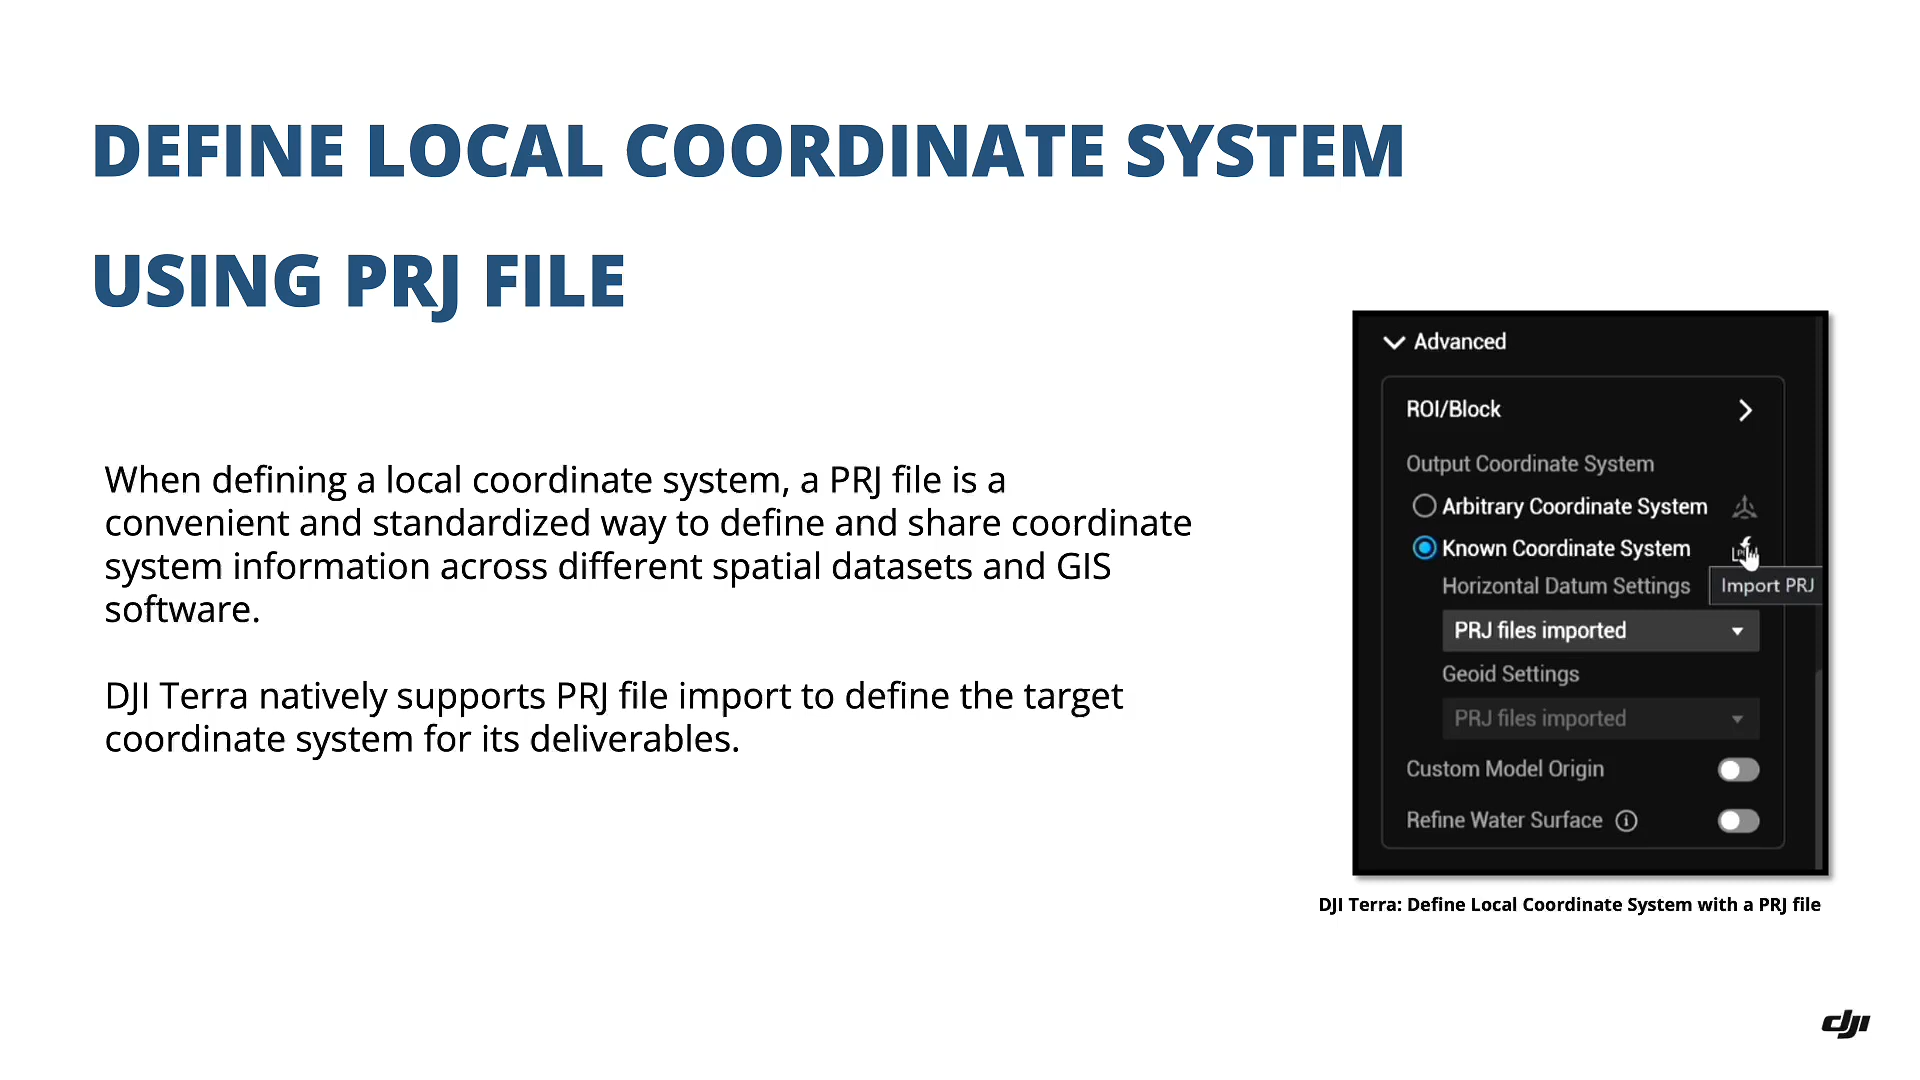 DEFINE LOCAL COORDINATE SYSTEM
USING PRJ FILE
When defining a local coordinate system, a PRJ file is a
convenient and standardized way to define and share coordinate
system information across different spatial datasets and GIS
software.
DJI Terra natively supports PRJ file import to define the target
coordinate system for its deliverables.
Advanced
ROI/Block
Output Coordinate System
Arbitrary Coordinate System
Known Coordinate System
Horizontal Datum Settings
Import PRJ
PRJ files imported
Geoid Settings
PRJ files imported
Custom Model Origin
Refine Water Surface
DJI Terra: Define Local Coordinate System with a PRJ file
dji